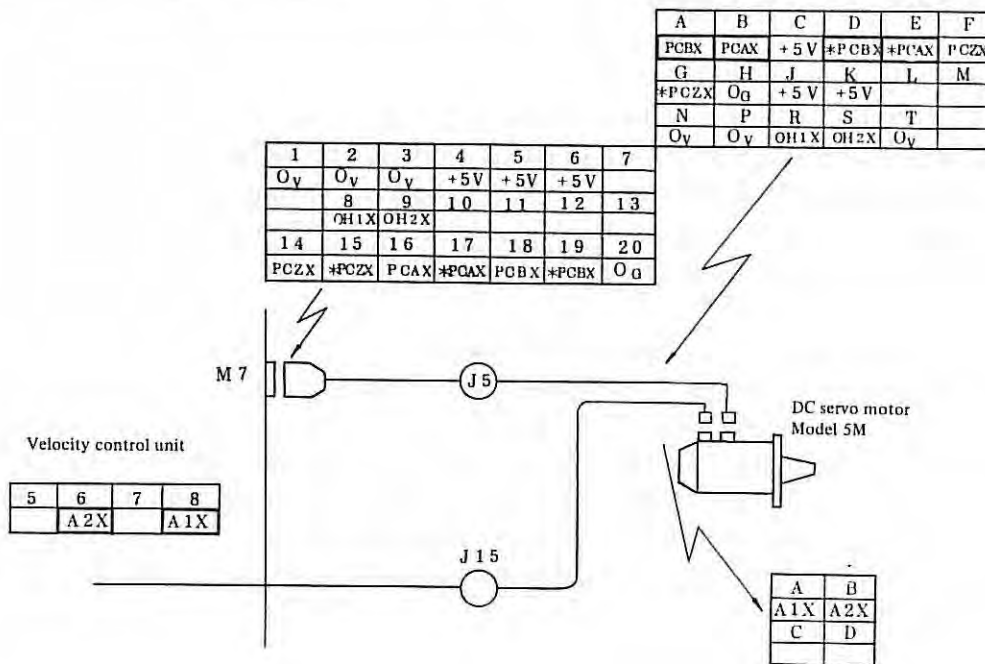 A B C D E F
PCBX PCAX +5V *PCBX *PCAX PCZX
G H J K L M
*PCZX OG +5V +5V
N P R S T
OV OV OH1X OH2X OV
1 2 3 4 5 6 7
OV OV OV +5V +5V +5V
8 9 10 11 12 13
OH1X OH2X
14 15 16 17 18 19 20
PCZX *PCZX PCAX *PCAX PCBX *PCBX OG
M7
J5
DC servo motor
Model 5M
Velocity control unit
5 6 7 8
A2X A1X
J15
A B
A1X A2X
C D